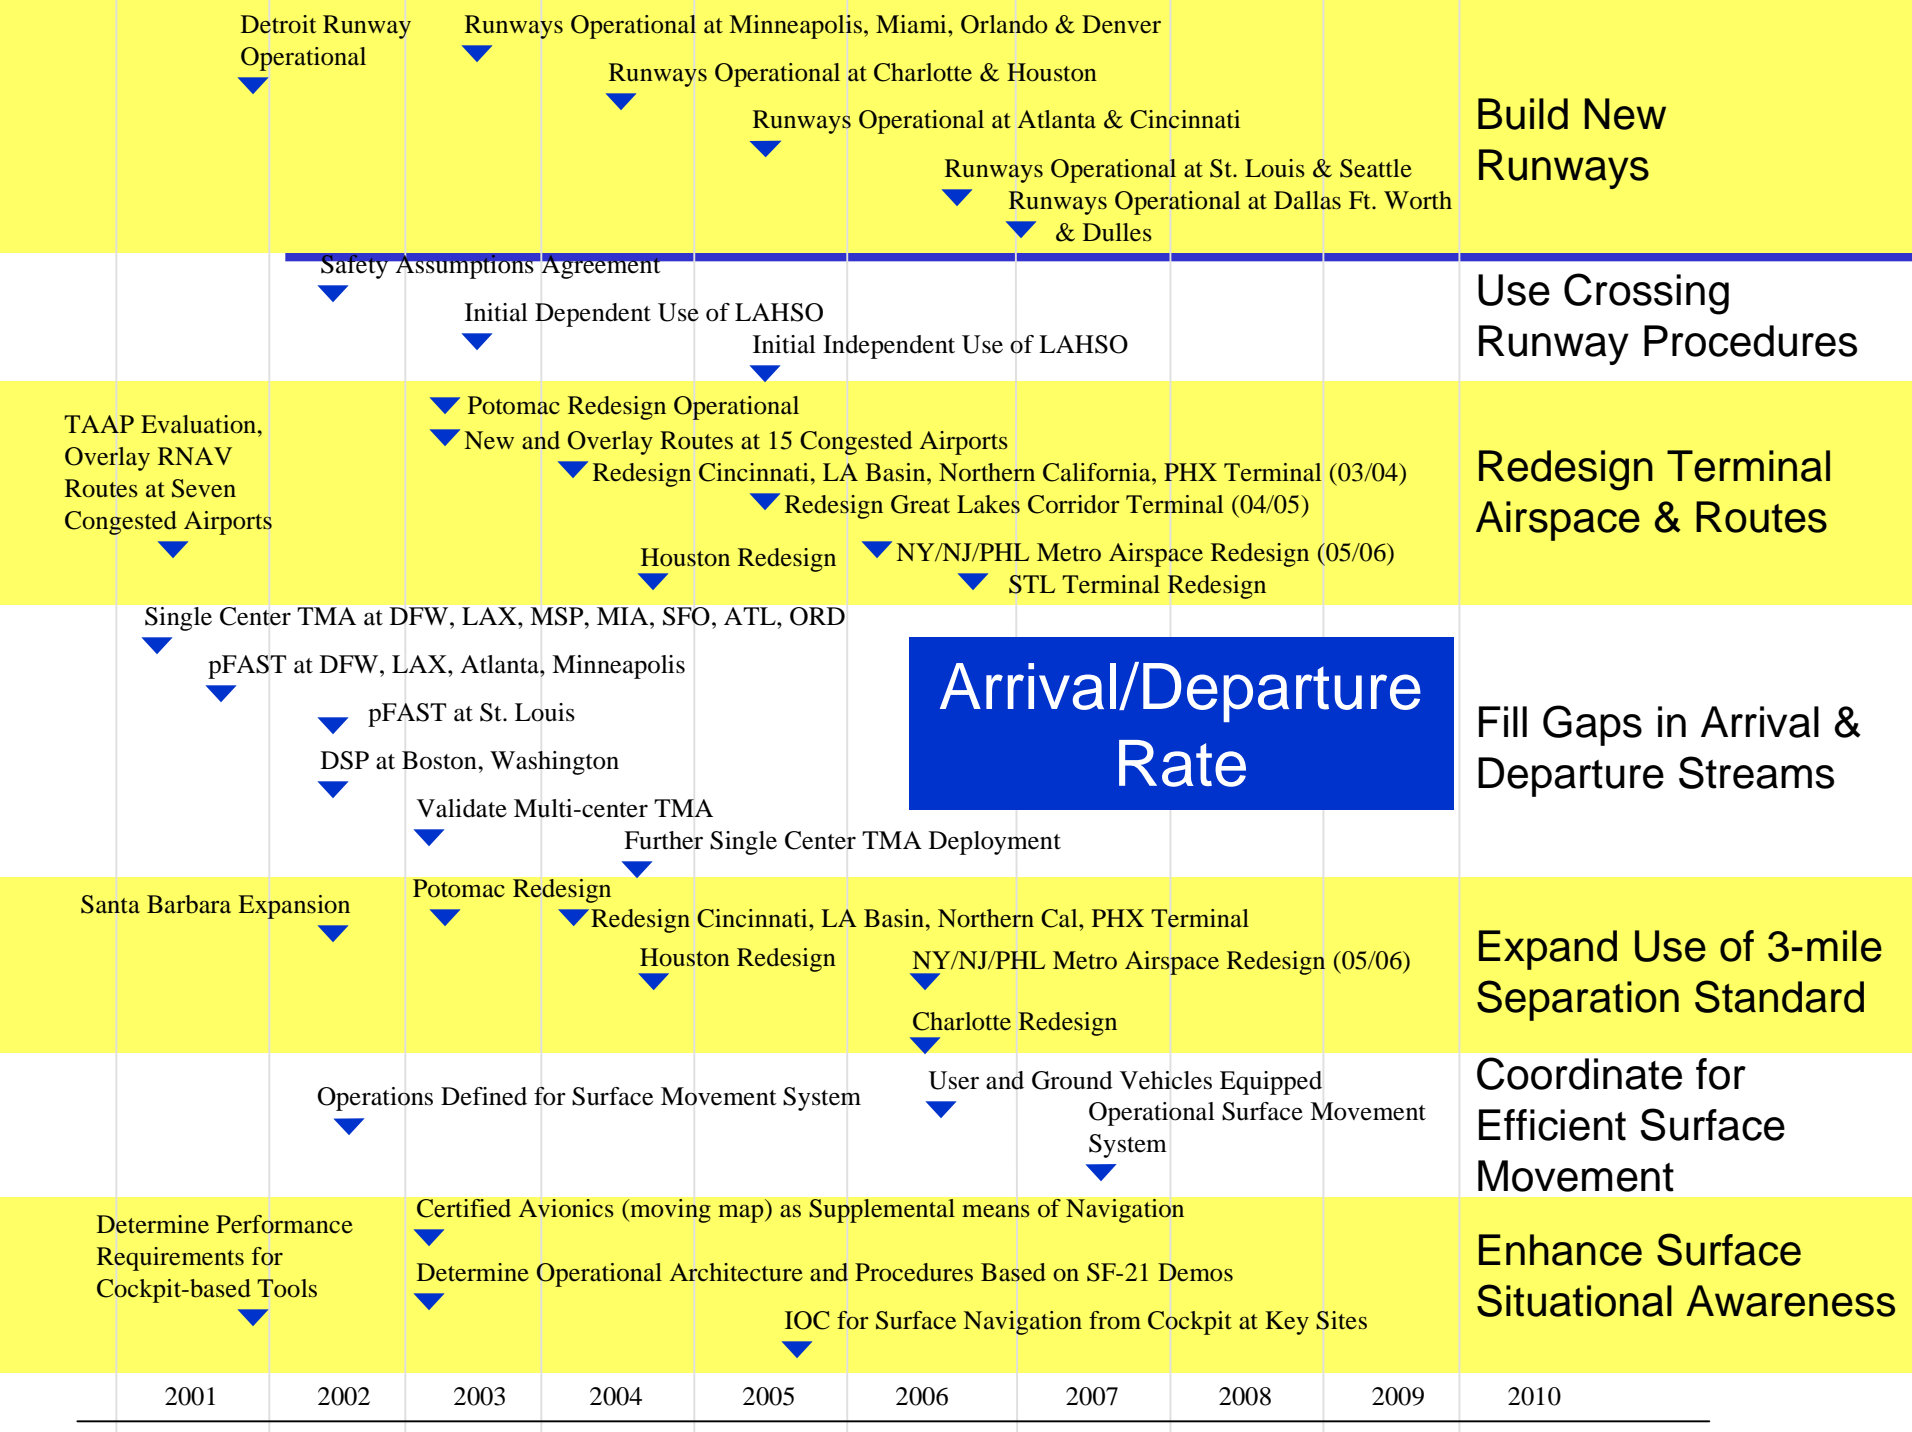 Detroit Runway
Operational
Runways Operational at Minneapolis, Miami, Orlando & Denver
Runways Operational at Charlotte & Houston
Runways Operational at Atlanta & Cincinnati
Runways Operational at St. Louis & Seattle
Runways Operational at Dallas Ft. Worth
& Dulles
Build New
Runways
Safety Assumptions Agreement
Initial Dependent Use of LAHSO
Initial Independent Use of LAHSO
Use Crossing
Runway Procedures
TAAP Evaluation,
Overlay RNAV
Routes at Seven
Congested Airports
Potomac Redesign Operational
New and Overlay Routes at 15 Congested Airports
Redesign Cincinnati, LA Basin, Northern California, PHX Terminal (03/04)
Redesign Great Lakes Corridor Terminal (04/05)
Houston Redesign
NY/NJ/PHL Metro Airspace Redesign (05/06)
STL Terminal Redesign
Redesign Terminal
Airspace & Routes
Single Center TMA at DFW, LAX, MSP, MIA, SFO, ATL, ORD
pFAST at DFW, LAX, Atlanta, Minneapolis
pFAST at St. Louis
DSP at Boston, Washington
Validate Multi-center TMA
Further Single Center TMA Deployment
Arrival/Departure
Rate
Fill Gaps in Arrival &
Departure Streams
Santa Barbara Expansion
Potomac Redesign
Redesign Cincinnati, LA Basin, Northern Cal, PHX Terminal
Houston Redesign
NY/NJ/PHL Metro Airspace Redesign (05/06)
Charlotte Redesign
Expand Use of 3-mile
Separation Standard
Operations Defined for Surface Movement System
User and Ground Vehicles Equipped
Operational Surface Movement
System
Coordinate for
Efficient Surface
Movement
Determine Performance
Requirements for
Cockpit-based Tools
Certified Avionics (moving map) as Supplemental means of Navigation
Determine Operational Architecture and Procedures Based on SF-21 Demos
IOC for Surface Navigation from Cockpit at Key Sites
Enhance Surface
Situational Awareness
2001 2002 2003 2004 2005 2006 2007 2008 2009 2010